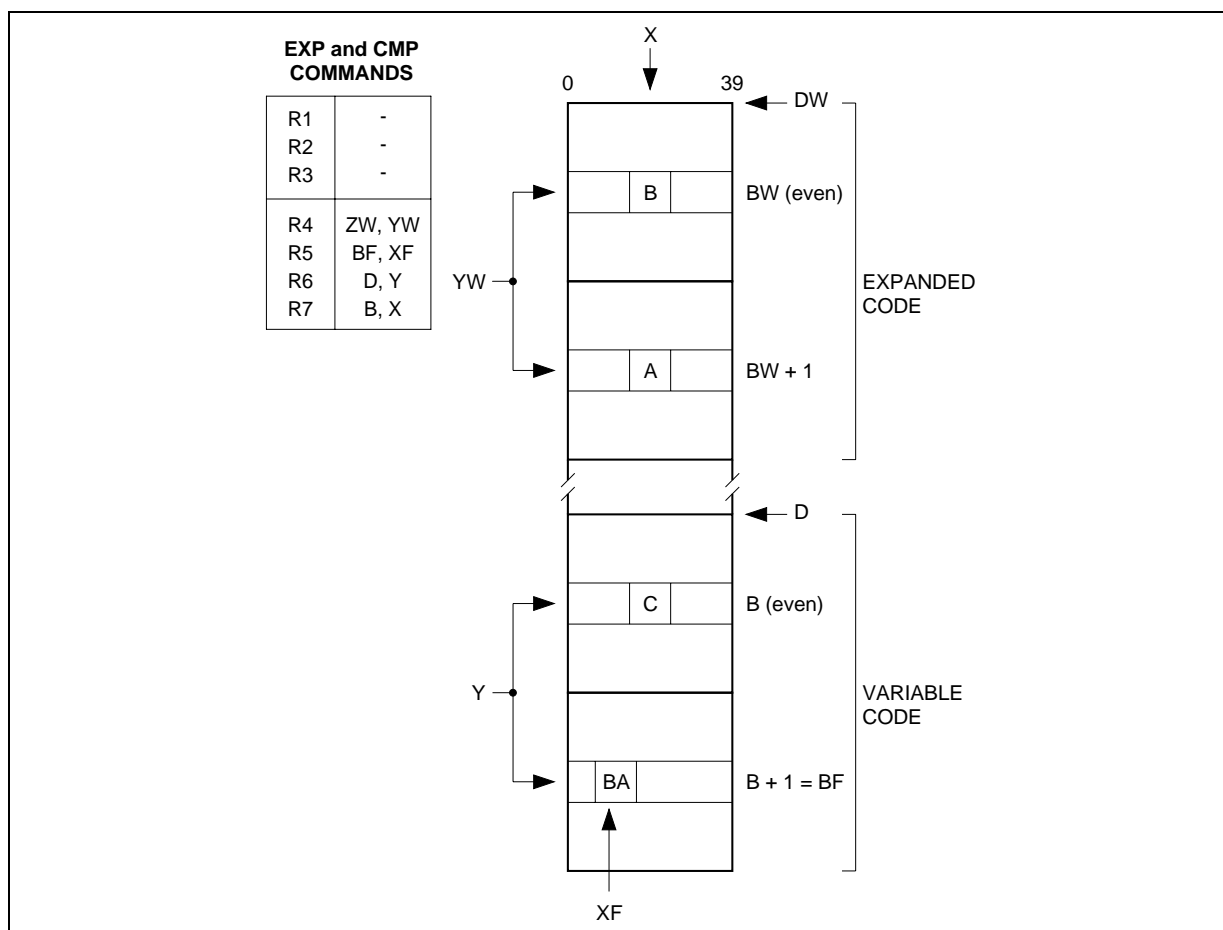 EXP and CMP
COMMANDS
R1 -
R2 -
R3 -
R4 ZW, YW
R5 BF, XF
R6 D, Y
R7 B, X
X
0 39
DW
B BW (even)
YW
EXPANDED
CODE
A BW + 1
D
C B (even)
Y
VARIABLE
CODE
BA B + 1 = BF
XF